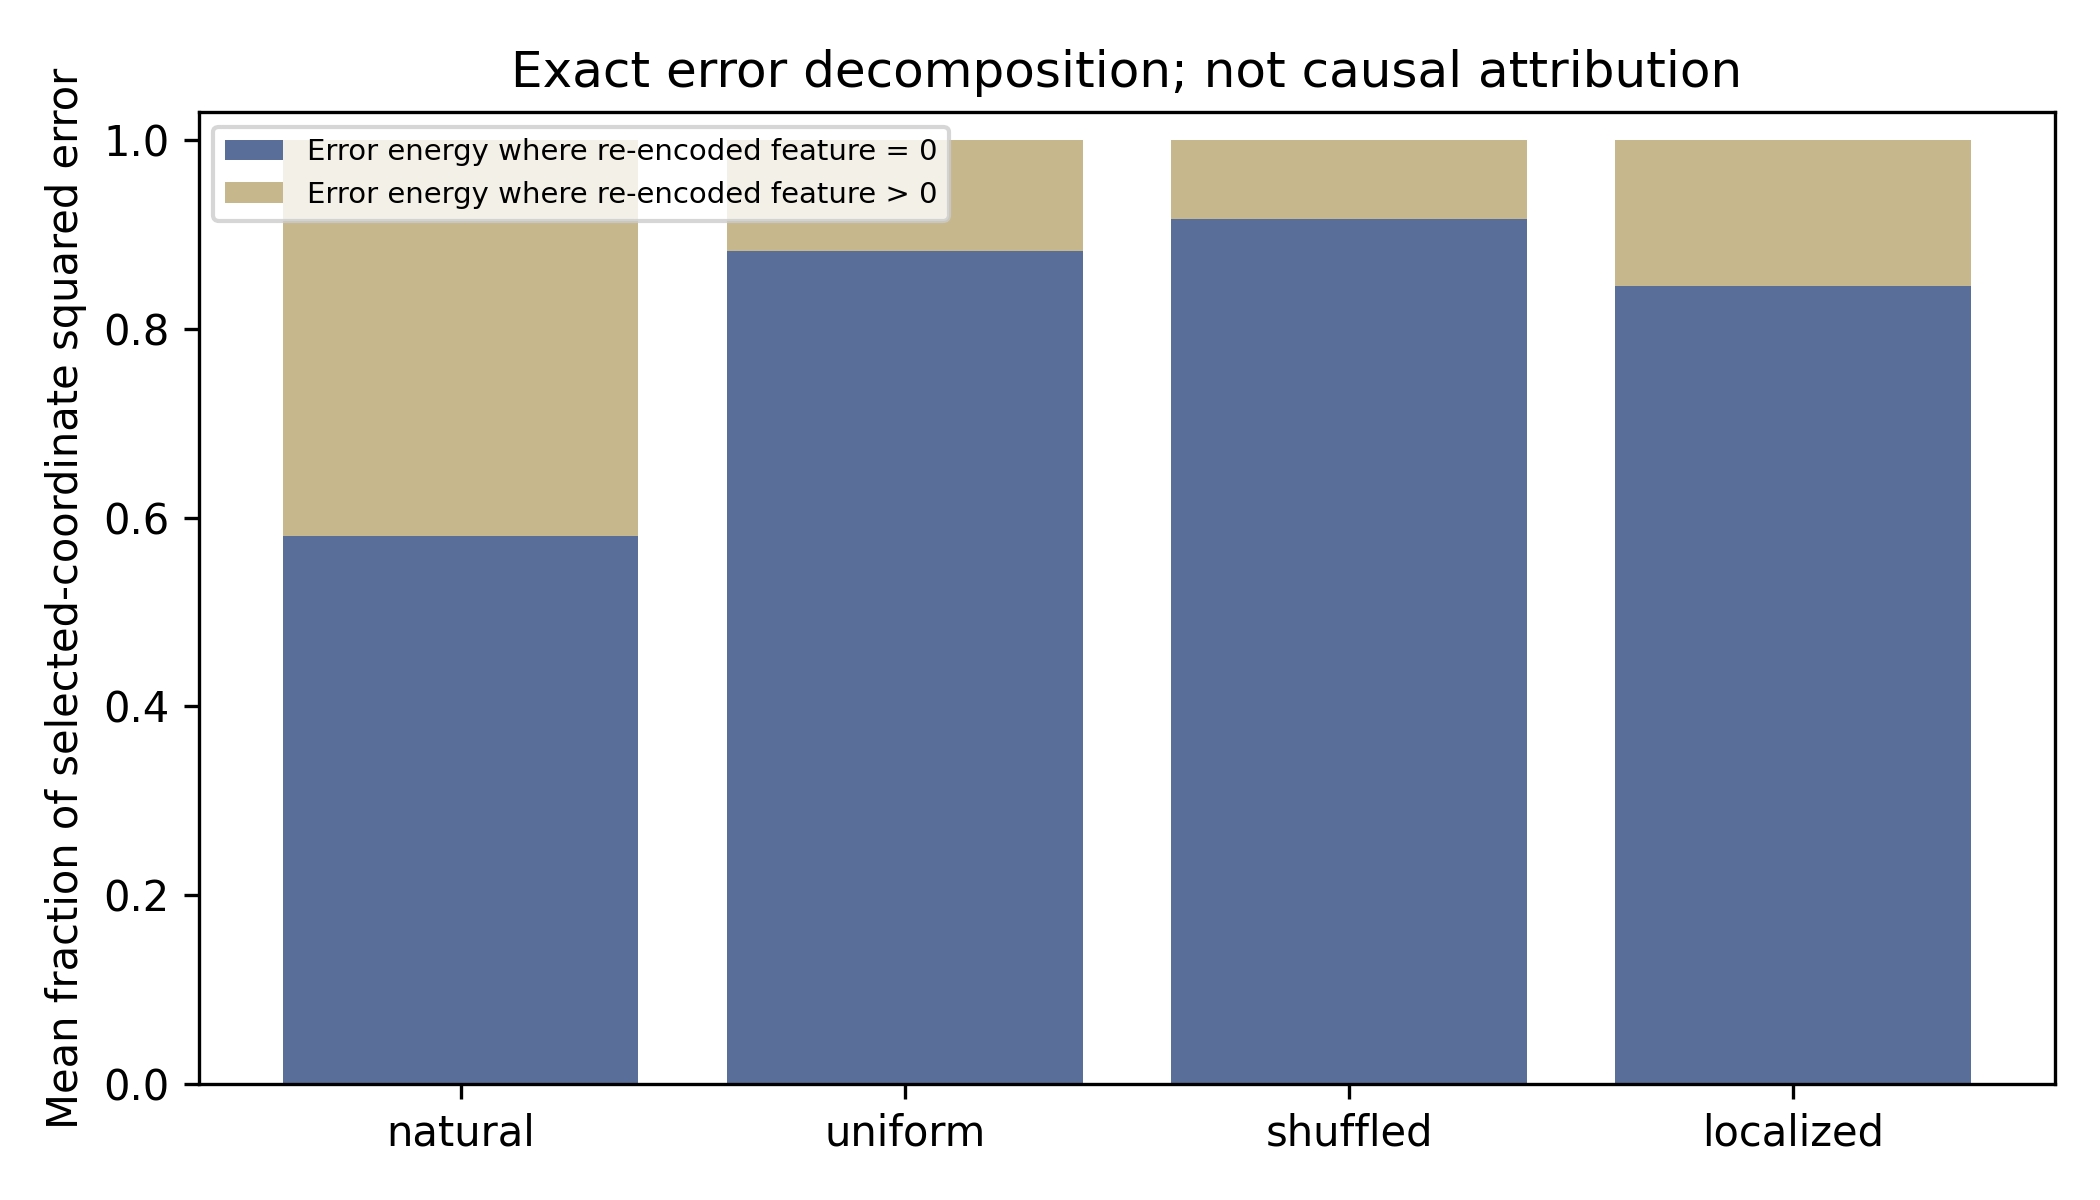 Exact error decomposition; not causal attribution
Mean fraction of selected-coordinate squared error
1.0
0.8
0.6
0.4
0.2
0.0
Error energy where re-encoded feature = 0
Error energy where re-encoded feature > 0
natural
uniform
shuffled
localized